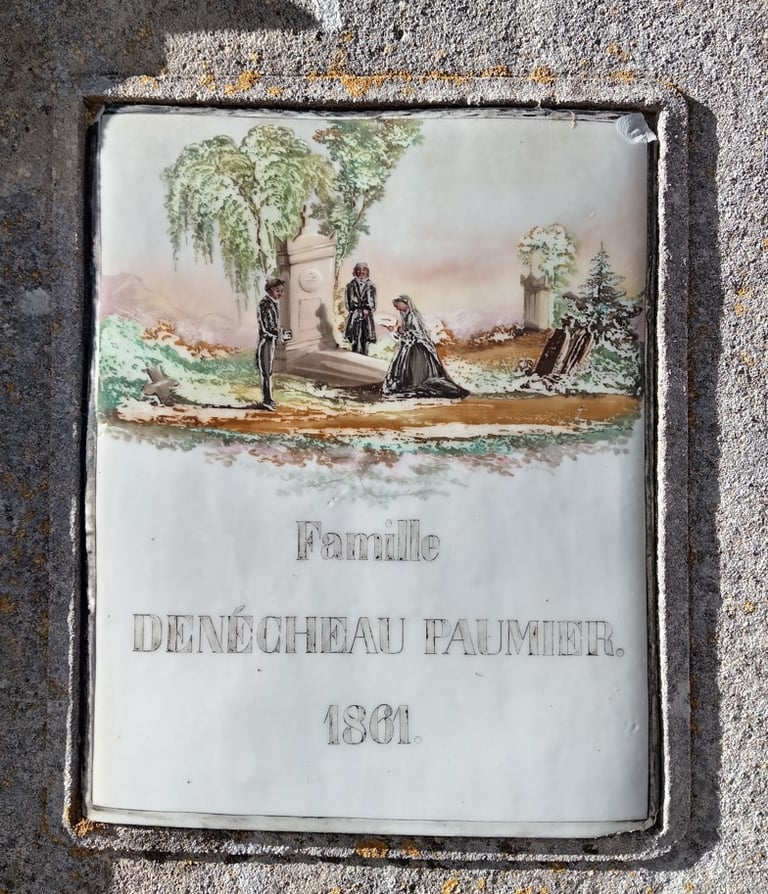 Famille
DENÉCHEAU PAUMIER.
1861.